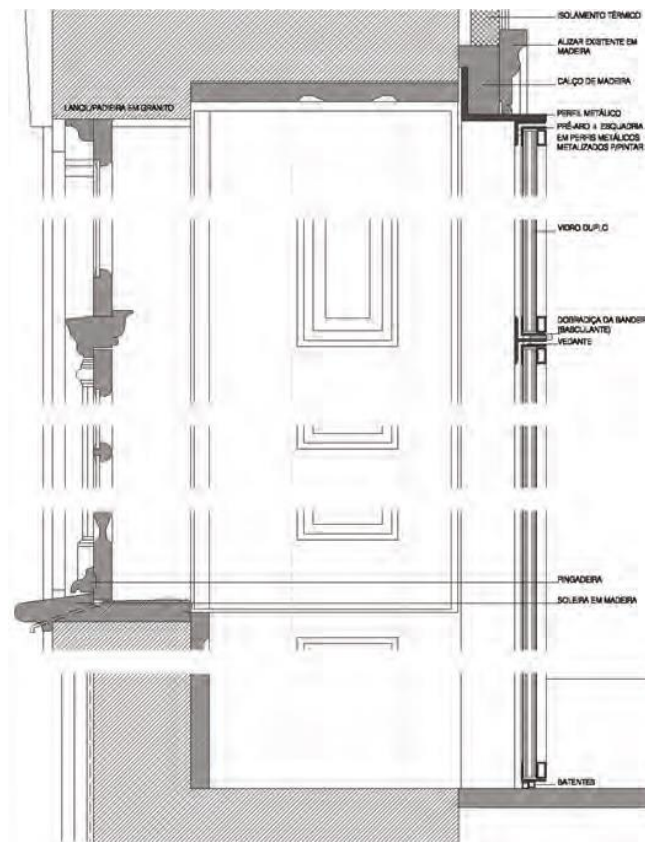 ISOLAMENTO TÉRMICO
ALIZAR EXISTENTE EM
MADEIRA
CALÇO DE MADEIRA
LANCIL/PADIEIRA EM GRANITO
PERFIL METÁLICO
PRÉ-ARO + ESQUADRIA
EM PERFIS METÁLICOS
METALIZADOS P/PINTAR
VIDRO DUPLO
DOBRADIÇA DA BANDEI
(BASCULANTE)
VEDANTE
PINGADEIRA
SOLEIRA EM MADEIRA
BATENTES